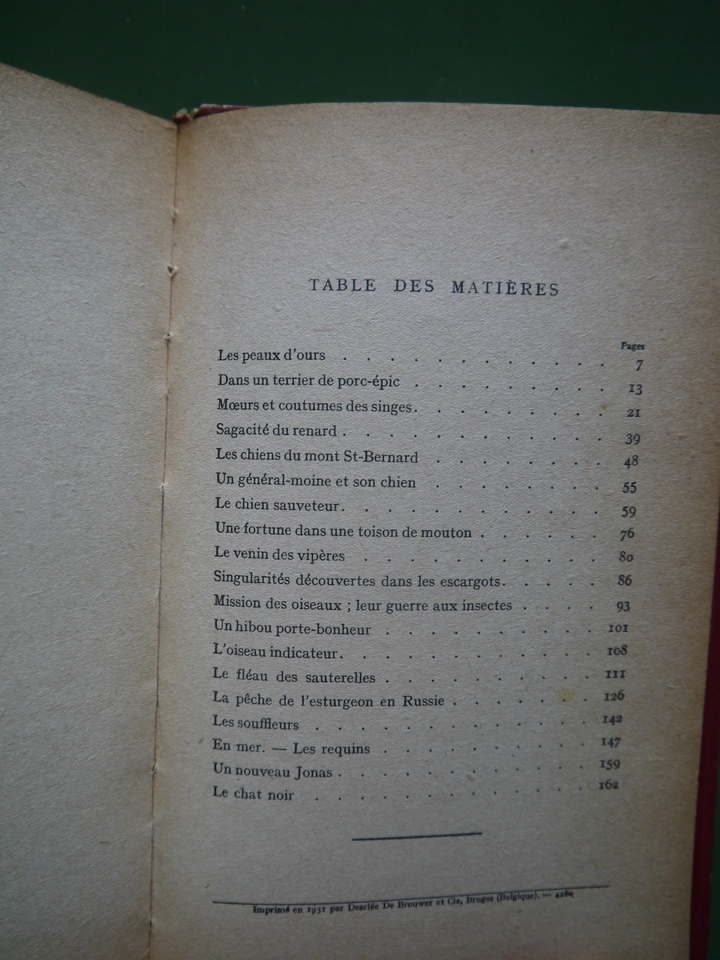 TABLE DES MATIÈRES
Pages
Les peaux d'ours . . . . . . . . . . . . 7
Dans un terrier de porc-épic . . . . . . . . . 13
Mœurs et coutumes des singes. . . . . . . . . 21
Sagacité du renard . . . . . . . . . . . . 39
Les chiens du mont St-Bernard . . . . . . . . 48
Un général-moine et son chien . . . . . . . . 55
Le chien sauveteur. . . . . . . . . . . . 59
Une fortune dans une toison de mouton . . . . . . 76
Le venin des vipères . . . . . . . . . . . 80
Singularités découvertes dans les escargots. . . . . 86
Mission des oiseaux ; leur guerre aux insectes . . . . 93
Un hibou porte-bonheur . . . . . . . . . . 101
L'oiseau indicateur. . . . . . . . . . . . 108
Le fléau des sauterelles . . . . . . . . . . 111
La pêche de l'esturgeon en Russie . . . . . . . 126
Les souffleurs . . . . . . . . . . . . . 142
En mer. — Les requins . . . . . . . . . . 147
Un nouveau Jonas . . . . . . . . . . . . 159
Le chat noir . . . . . . . . . . . . . 162
Imprimé en 1931 par Desclée De Brouwer et Cie, Bruges (Belgique). —